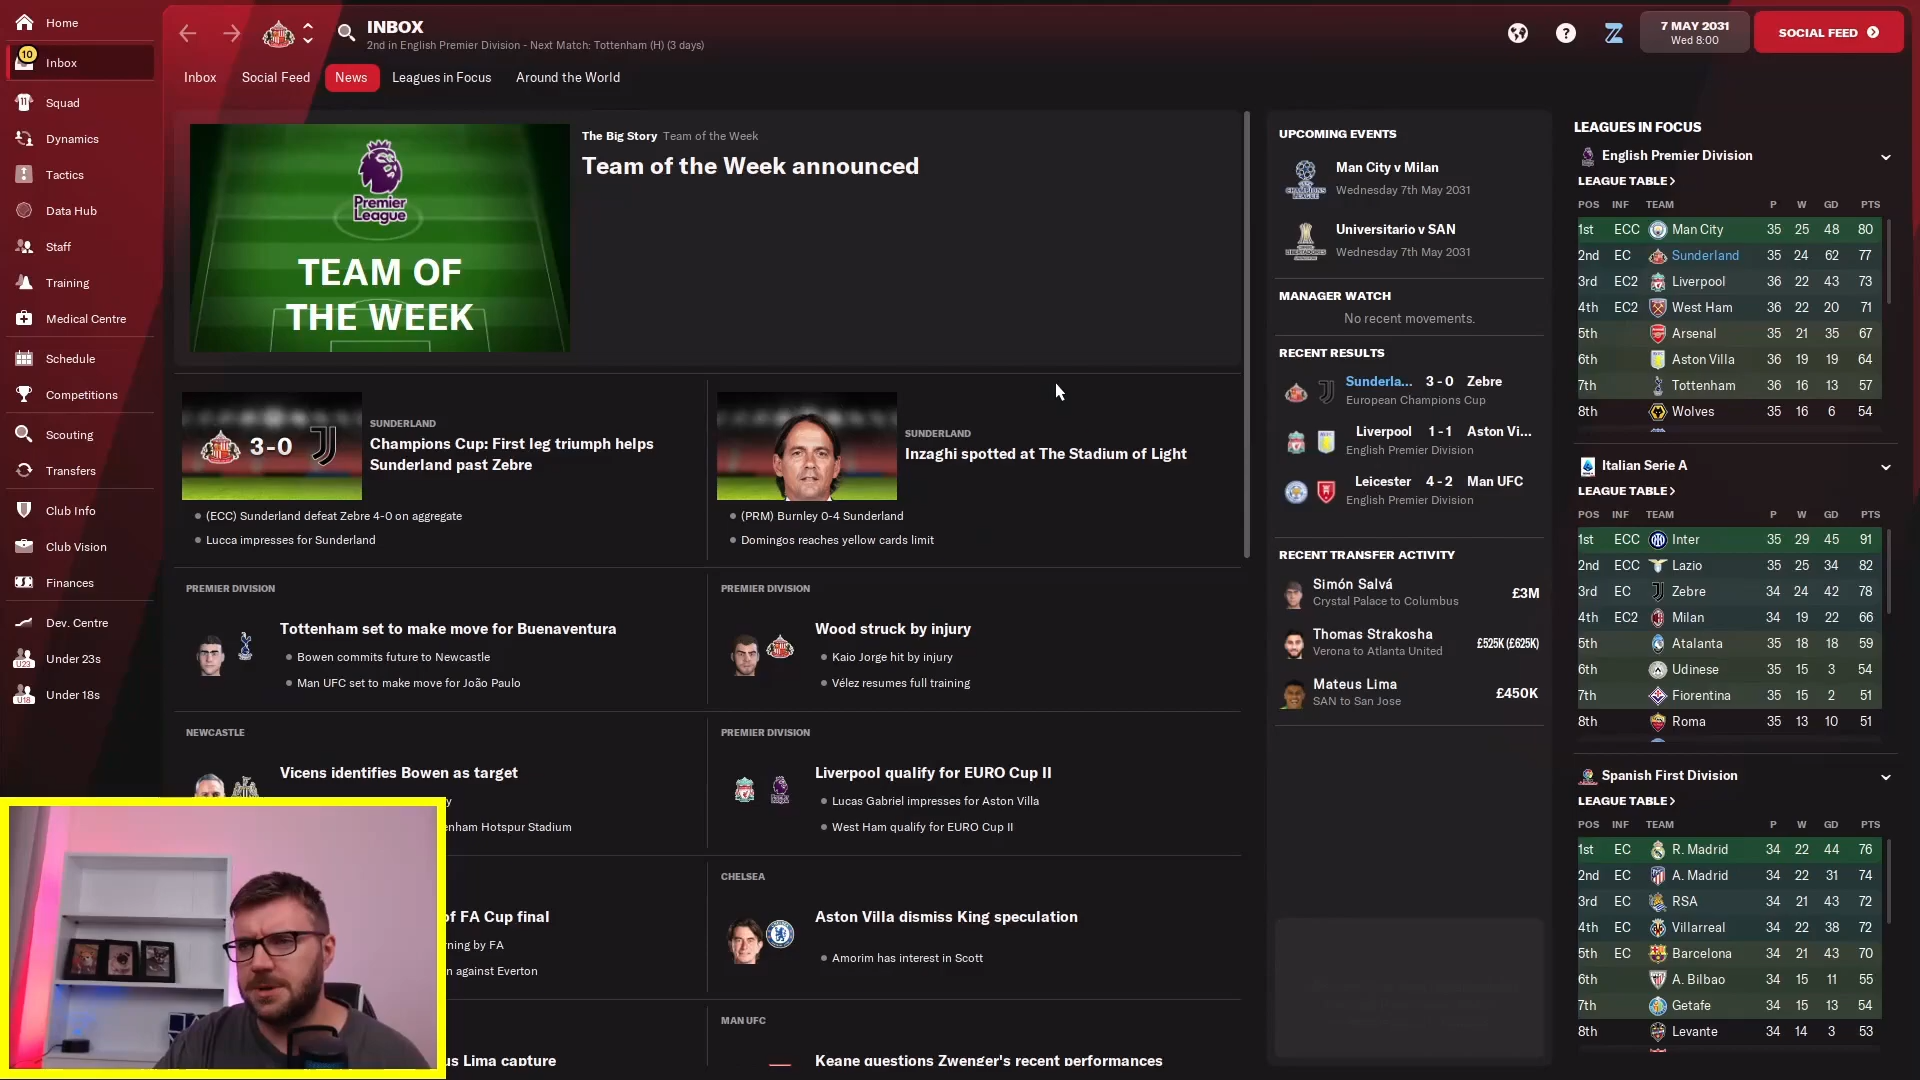 Home
10
Inbox
Squad
Dynamics
Tactics
Data Hub
Staff
Training
Medical Centre
Schedule
Competitions
Scouting
Transfers
Club Info
Club Vision
Finances
Dev. Centre
U23
Under 23s
U18
Under 18s
INBOX
2nd in English Premier Division - Next Match: Tottenham (H) (3 days)
7 MAY 2031
Wed 8:00
SOCIAL FEED
Inbox
Social Feed
News
Leagues in Focus
Around the World
Premier
League
TEAM OF
THE WEEK
The Big Story Team of the Week
Team of the Week announced
3-0
SUNDERLAND
Champions Cup: First leg triumph helps
Sunderland past Zebre
(ECC) Sunderland defeat Zebre 4-0 on aggregate
Lucca impresses for Sunderland
SUNDERLAND
Inzaghi spotted at The Stadium of Light
(PRM) Burnley 0-4 Sunderland
Domingos reaches yellow cards limit
PREMIER DIVISION
Tottenham set to make move for Buenaventura
Bowen commits future to Newcastle
Man UFC set to make move for João Paulo
PREMIER DIVISION
Wood struck by injury
Kaio Jorge hit by injury
Vélez resumes full training
NEWCASTLE
Vicens identifies Bowen as target
y
enham Hotspur Stadium
PREMIER DIVISION
Liverpool qualify for EURO Cup II
Lucas Gabriel impresses for Aston Villa
West Ham qualify for EURO Cup II
of FA Cup final
rning by FA
n against Everton
CHELSEA
Aston Villa dismiss King speculation
Amorim has interest in Scott
us Lima capture
MAN UFC
Keane questions Zwenger's recent performances
UPCOMING EVENTS
Man City v Milan
Wednesday 7th May 2031
Universitario v SAN
Wednesday 7th May 2031
MANAGER WATCH
No recent movements.
RECENT RESULTS
Sunderla... 3 - 0 Zebre
European Champions Cup
Liverpool 1 - 1 Aston Vi...
English Premier Division
Leicester 4 - 2 Man UFC
English Premier Division
RECENT TRANSFER ACTIVITY
Simón Salvá £3M
Crystal Palace to Columbus
Thomas Strakosha £525K (£625K)
Verona to Atlanta United
Mateus Lima £450K
SAN to San Jose
LEAGUES IN FOCUS
English Premier Division
LEAGUE TABLE>
POS INF TEAM P W GD PTS
1st ECC Man City 35 25 48 80
2nd EC Sunderland 35 24 62 77
3rd EC2 Liverpool 36 22 43 73
4th EC2 West Ham 36 22 20 71
5th Arsenal 35 21 35 67
6th Aston Villa 36 19 19 64
7th Tottenham 36 16 13 57
8th Wolves 35 16 6 54
Italian Serie A
LEAGUE TABLE>
POS INF TEAM P W GD PTS
1st ECC Inter 35 29 45 91
2nd ECC Lazio 35 25 34 82
3rd EC Zebre 34 24 42 78
4th EC2 Milan 34 19 22 66
5th Atalanta 35 18 18 59
6th Udinese 35 15 3 54
7th Fiorentina 35 15 2 51
8th Roma 35 13 10 51
Spanish First Division
LEAGUE TABLE>
POS INF TEAM P W GD PTS
1st EC R. Madrid 34 22 44 76
2nd EC A. Madrid 34 22 31 74
3rd EC RSA 34 21 43 72
4th EC Villarreal 34 22 38 72
5th EC Barcelona 34 21 43 70
6th A. Bilbao 34 15 11 55
7th Getafe 34 15 13 54
8th Levante 34 14 3 53